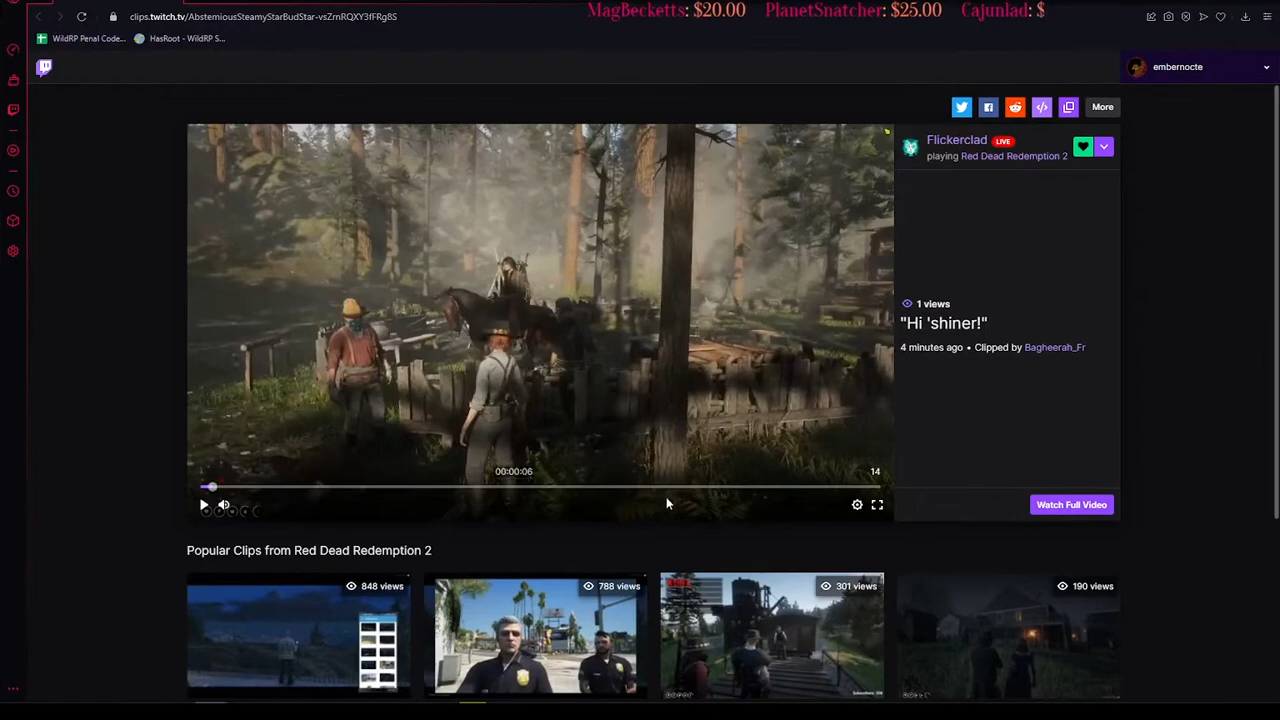 MagBecketts: $20.00 PlanetSnatcher: $25.00 Cajunlad: $
clips.twitch.tv/AbstemiousSteamyStarBudStar-vsZrnRQXY3fFRg8S
WildRP Penal Code... HasRoot - WildRP S...
embernocte
More
Flickerclad LIVE
playing Red Dead Redemption 2
1 views
"Hi 'shiner!"
4 minutes ago • Clipped by Bagheerah_Fr
00:00:06 14
Watch Full Video
Popular Clips from Red Dead Redemption 2
848 views 788 views 301 views 190 views